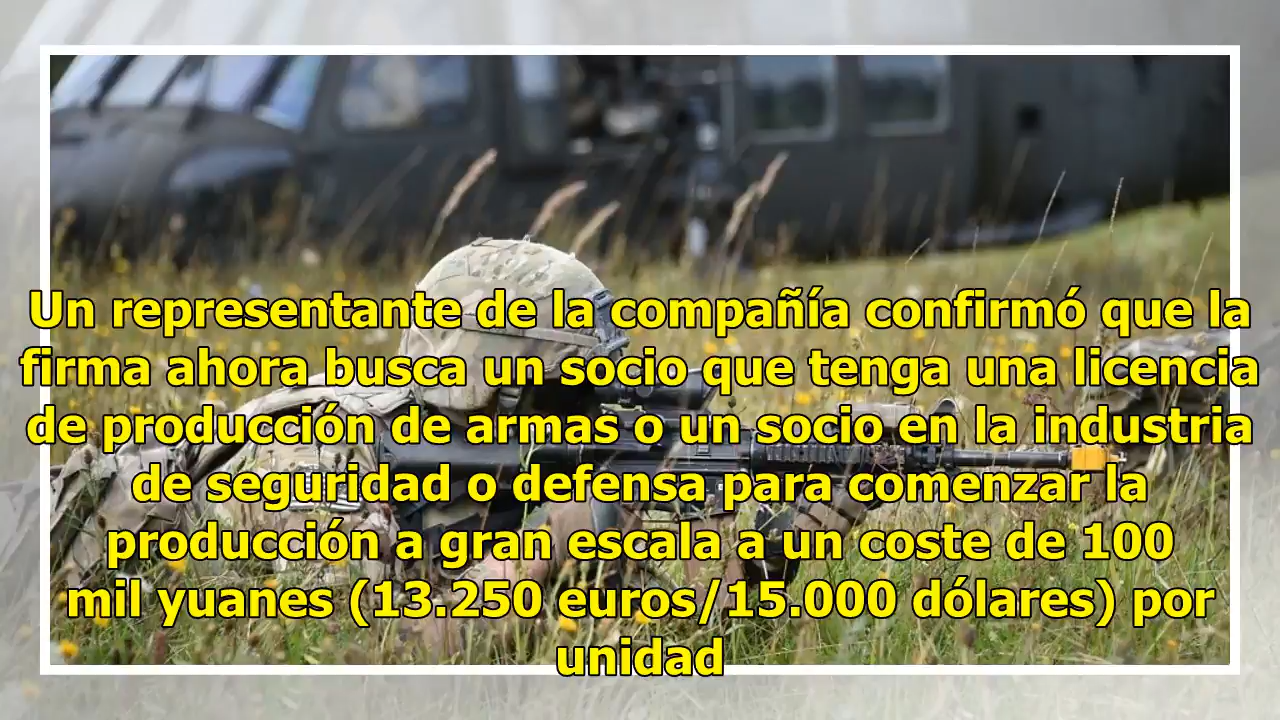 Un representante de la compañía confirmó que la
firma ahora busca un socio que tenga una licencia
de producción de armas o un socio en la industria
de seguridad o defensa para comenzar la
producción a gran escala a un coste de 100
mil yuanes (13.250 euros/15.000 dólares) por
unidad